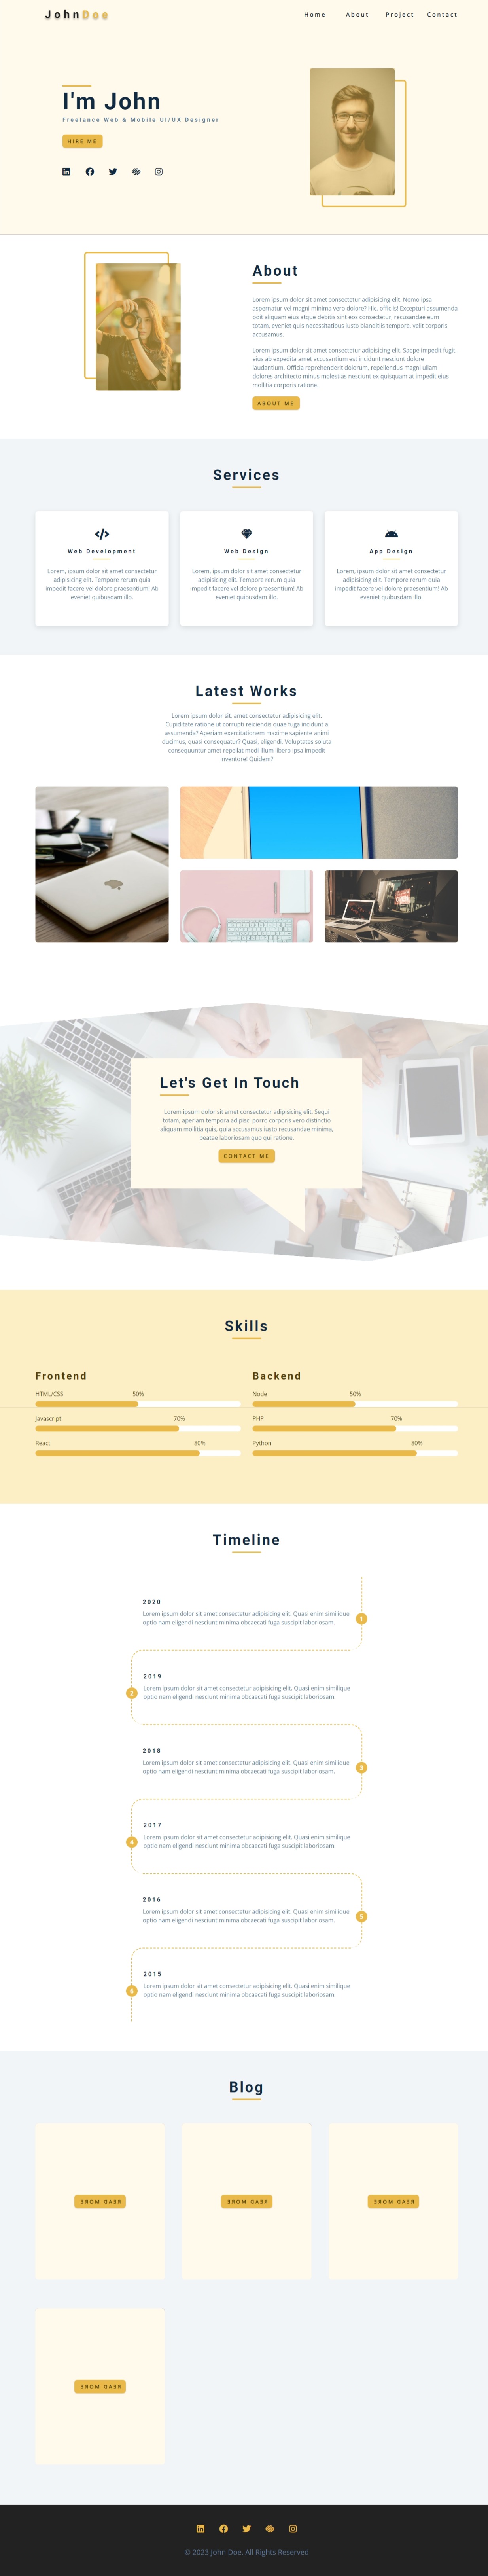 JohnDoe
Home About Project Contact
I'm John
Freelance Web & Mobile UI/UX Designer
HIRE ME
About
Lorem ipsum dolor sit amet consectetur adipisicing elit. Nemo ipsa
aspernatur vel magni minima vero dolore? Hic, officiis! Excepturi assumenda
odit aliquam eius atque debitis sint eos consectetur, recusandae eum
totam, eveniet quis necessitatibus iusto blanditiis tempore, velit corporis
accusamus.
Lorem ipsum dolor sit amet consectetur adipisicing elit. Saepe impedit fugit,
eius ab expedita amet accusantium est incidunt nesciunt dolore
laudantium. Officia reprehenderit dolorum, repellendus magni ullam
dolores architecto minus molestias nesciunt ex quisquam at impedit eius
mollitia corporis ratione.
ABOUT ME
Services
Web Development
Lorem, ipsum dolor sit amet consectetur
adipisicing elit. Tempore rerum quia
impedit facere vel dolore praesentium! Ab
eveniet quibusdam illo.
Web Design
Lorem, ipsum dolor sit amet consectetur
adipisicing elit. Tempore rerum quia
impedit facere vel dolore praesentium! Ab
eveniet quibusdam illo.
App Design
Lorem, ipsum dolor sit amet consectetur
adipisicing elit. Tempore rerum quia
impedit facere vel dolore praesentium! Ab
eveniet quibusdam illo.
Latest Works
Lorem ipsum dolor sit, amet consectetur adipisicing elit.
Cupiditate ratione ut corrupti reiciendis quae fuga incidunt a
assumenda? Aperiam exercitationem maxime sapiente animi
ducimus, quasi consequatur? Quasi, eligendi. Voluptates soluta
consequuntur amet repellat modi illum libero ipsa impedit
inventore! Quidem?
Let's Get In Touch
Lorem ipsum dolor sit amet consectetur adipisicing elit. Sequi
totam, aperiam tempora adipisci porro corporis vero distinctio
aliquam mollitia quis, quia accusamus iusto recusandae minima,
beatae laboriosam quo qui ratione.
CONTACT ME
Skills
Frontend
HTML/CSS 50%
Javascript 70%
React 80%
Backend
Node 50%
PHP 70%
Python 80%
Timeline
2020
Lorem ipsum dolor sit amet consectetur adipisicing elit. Quasi enim similique
optio nam eligendi nesciunt minima obcaecati fuga suscipit laboriosam.
1
2019
Lorem ipsum dolor sit amet consectetur adipisicing elit. Quasi enim similique
optio nam eligendi nesciunt minima obcaecati fuga suscipit laboriosam.
2
2018
Lorem ipsum dolor sit amet consectetur adipisicing elit. Quasi enim similique
optio nam eligendi nesciunt minima obcaecati fuga suscipit laboriosam.
3
2017
Lorem ipsum dolor sit amet consectetur adipisicing elit. Quasi enim similique
optio nam eligendi nesciunt minima obcaecati fuga suscipit laboriosam.
4
2016
Lorem ipsum dolor sit amet consectetur adipisicing elit. Quasi enim similique
optio nam eligendi nesciunt minima obcaecati fuga suscipit laboriosam.
5
2015
Lorem ipsum dolor sit amet consectetur adipisicing elit. Quasi enim similique
optio nam eligendi nesciunt minima obcaecati fuga suscipit laboriosam.
6
Blog
READ MORE
READ MORE
READ MORE
READ MORE
© 2023 John Doe. All Rights Reserved